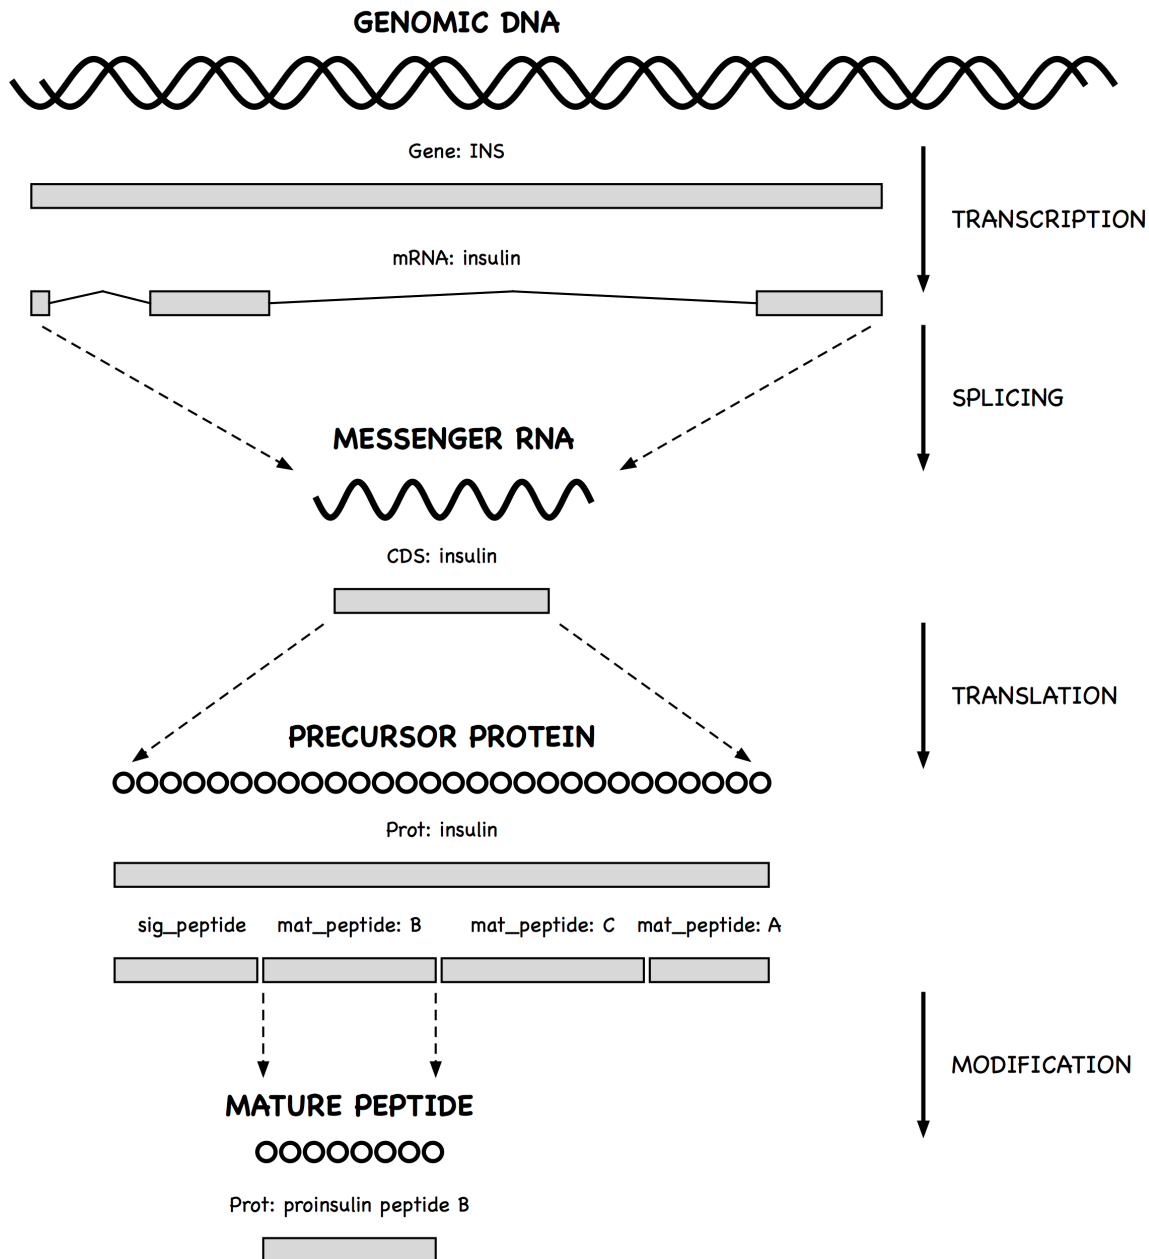 GENOMIC DNA
Gene: INS
TRANSCRIPTION
mRNA: insulin
SPLICING
MESSENGER RNA
CDS: insulin
TRANSLATION
PRECURSOR PROTEIN
Prot: insulin
sig_peptide mat_peptide: B mat_peptide: C mat_peptide: A
MODIFICATION
MATURE PEPTIDE
Prot: proinsulin peptide B